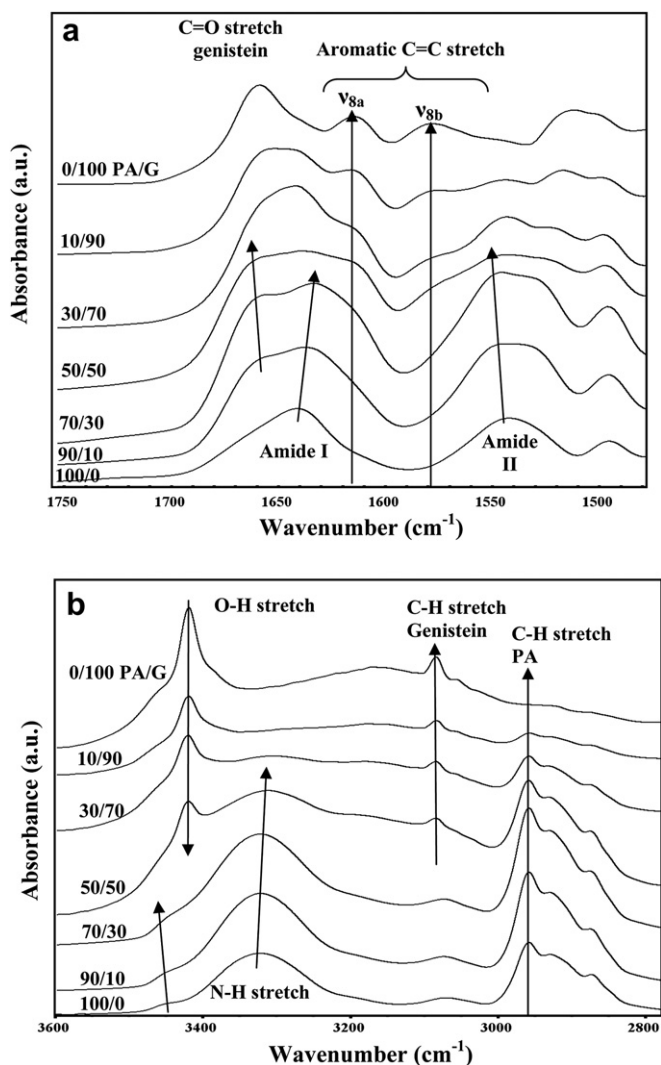 a
C=O stretch
genistein
Aromatic C=C stretch
ν8a
ν8b
0/100 PA/G
10/90
30/70
50/50
70/30
90/10
100/0
Amide I
Amide
II
Absorbance (a.u.)
1750
1700
1650
1600
1550
1500
Wavenumber (cm-1)
b
O-H stretch
C-H stretch
Genistein
C-H stretch
PA
0/100 PA/G
10/90
30/70
50/50
70/30
90/10
100/0
N-H stretch
Absorbance (a.u.)
3600
3400
3200
3000
2800
Wavenumber (cm-1)